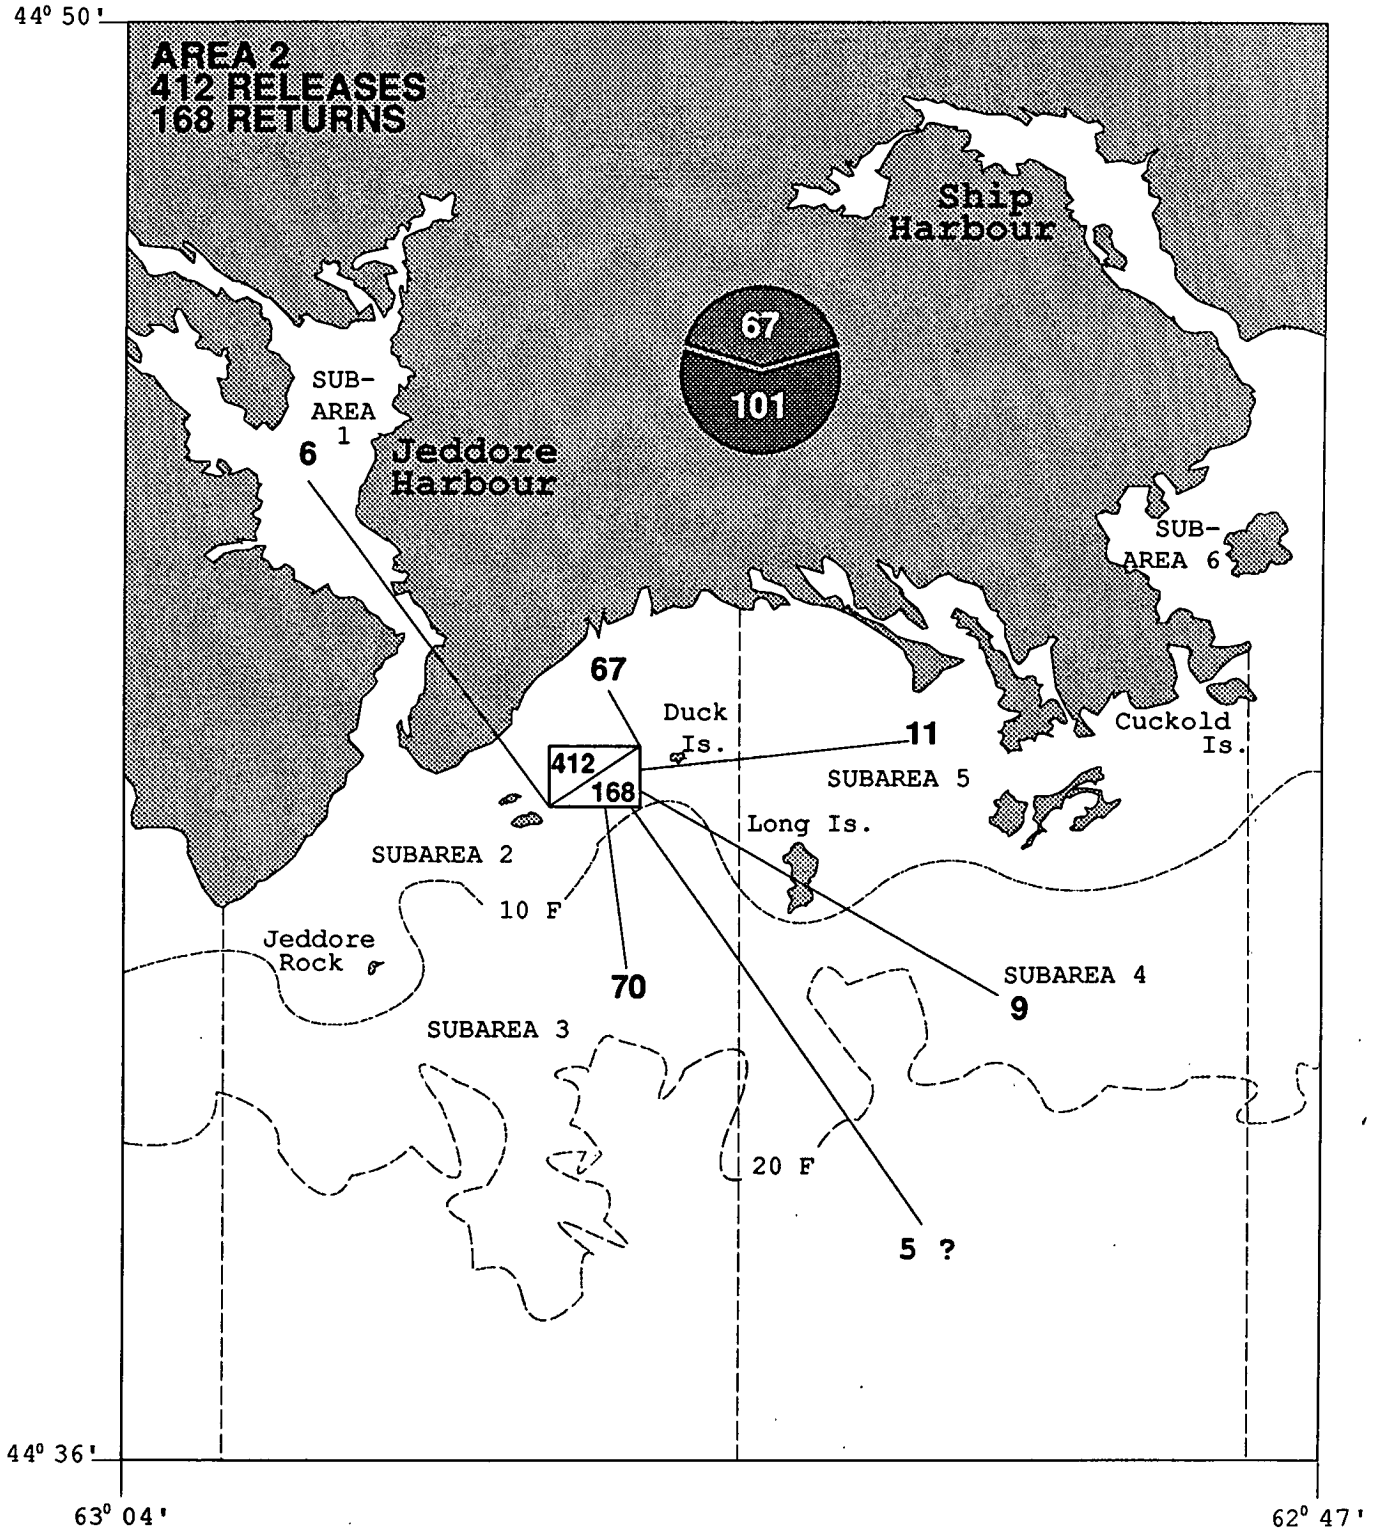 44° 50'
AREA 2
412 RELEASES
168 RETURNS
Ship
Harbour
67
101
SUB-
AREA
1
6
Jeddore
Harbour
SUB-
AREA 6
67
Duck
Is.
11
Cuckold
Is.
412
168
SUBAREA 5
Long Is.
SUBAREA 2
10 F
Jeddore
Rock
70
SUBAREA 4
9
SUBAREA 3
20 F
5 ?
44° 36'
63° 04'
62° 47'